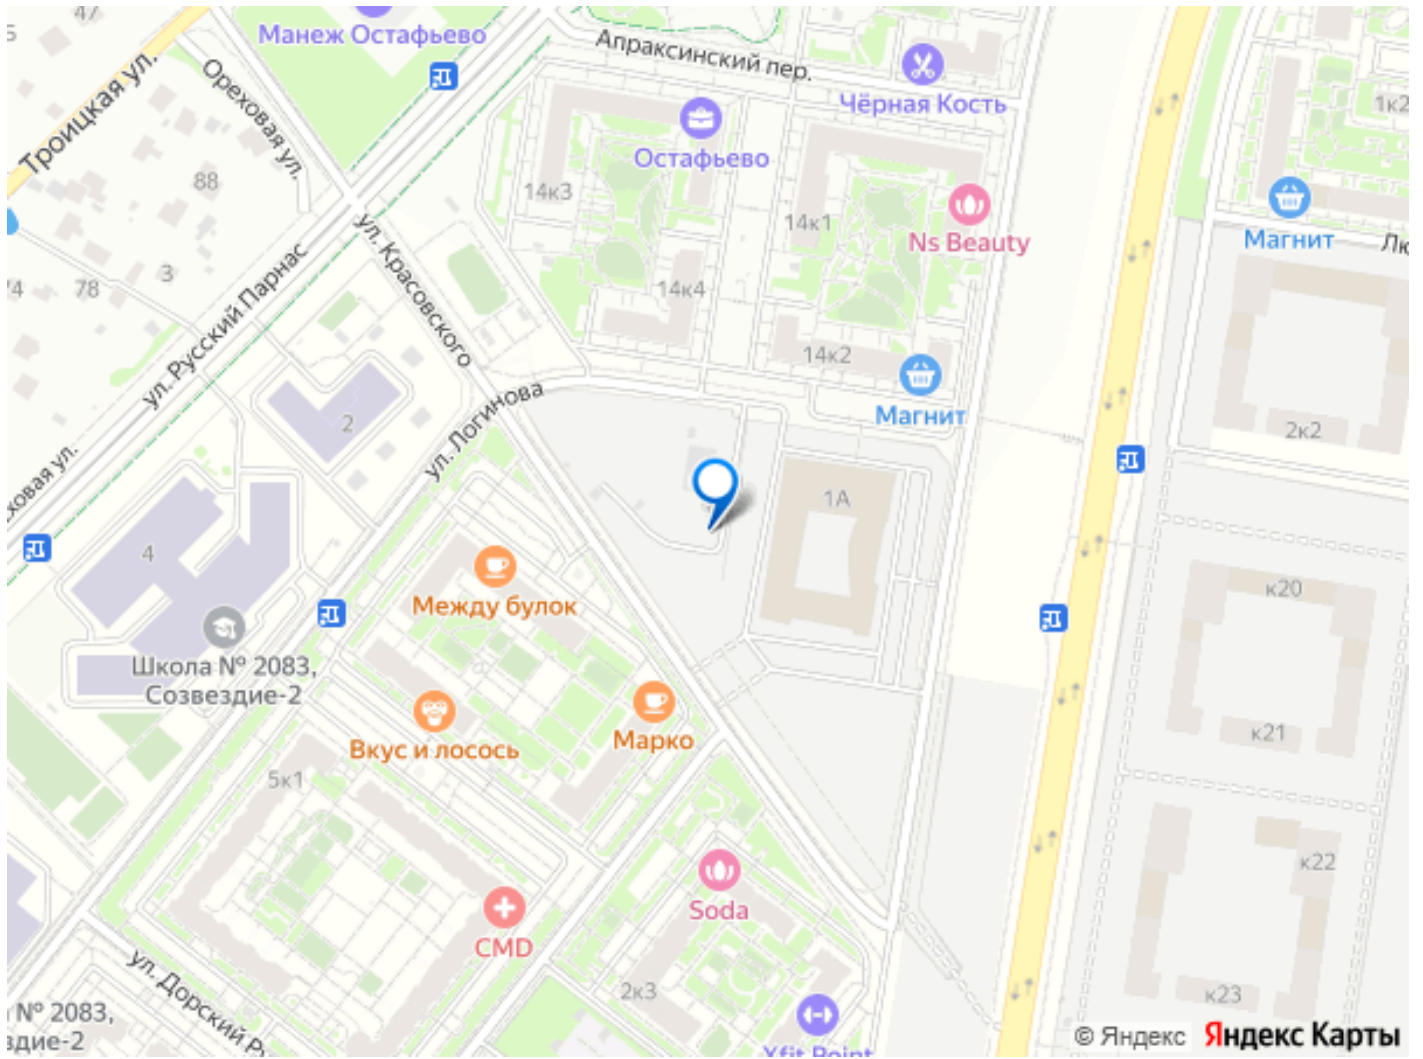 47
Манеж Остафьево
Апраксинский пер.
Чёрная Кость
1к2
Троицкая ул.
Ореховая ул.
Остафьево
88
14к3
14к1
Ns Beauty
Магнит
ул. Красовского
3
78
14к4
ул. Русский Парнас
14к2
Магнит
ул. Логинова
2
2к2
1А
4
Между булок
к20
Школа № 2083,
Созвездие-2
Вкус и лосось
Марко
к21
5к1
к22
Soda
CMD
2к3
к23
№ 2083,
Xfit Point
© Яндекс Яндекс Карты